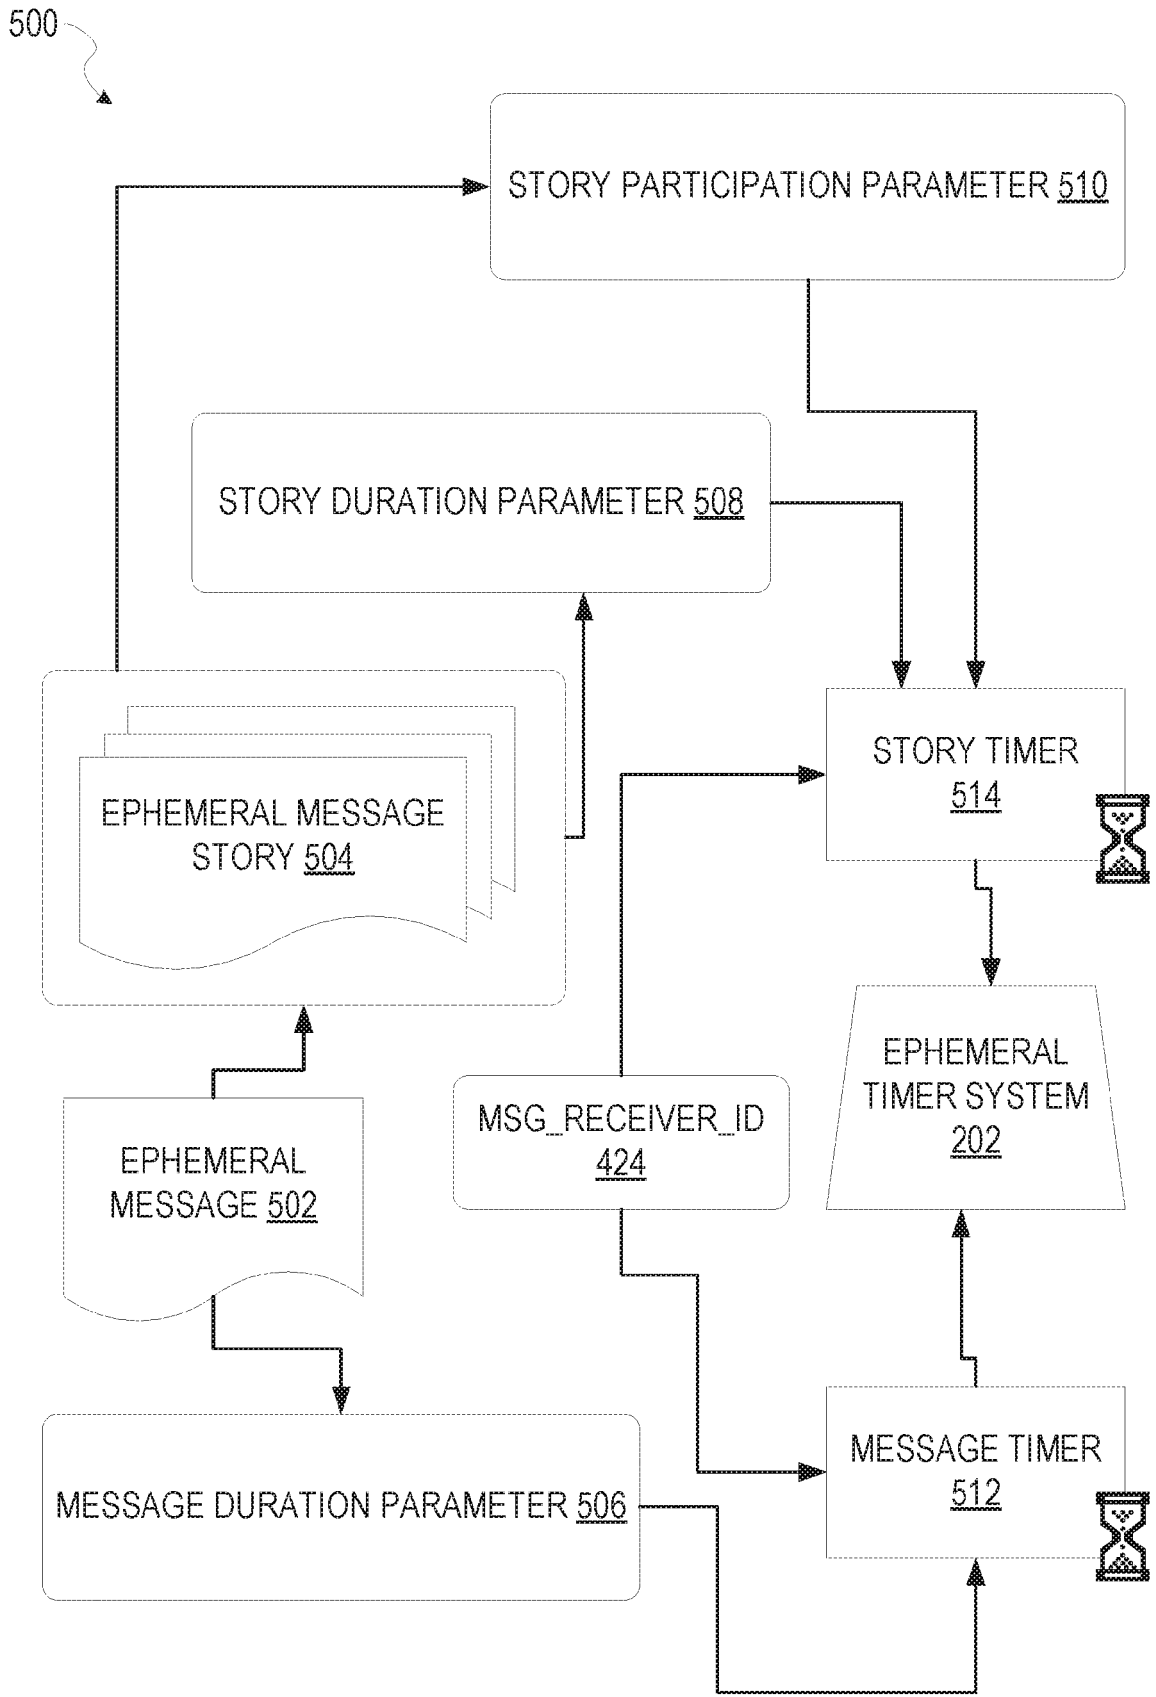 500
STORY PARTICIPATION PARAMETER 510
STORY DURATION PARAMETER 508
STORY TIMER
514
EPHEMERAL MESSAGE
STORY 504
EPHEMERAL
TIMER SYSTEM
202
MSG_RECEIVER_ID
424
EPHEMERAL
MESSAGE 502
MESSAGE TIMER
512
MESSAGE DURATION PARAMETER 506